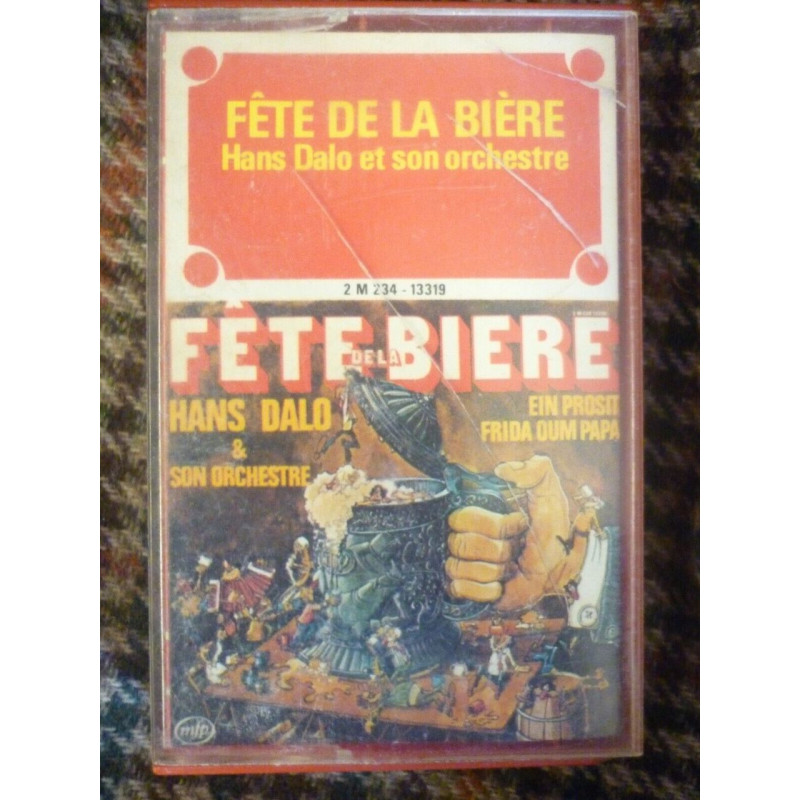 FÊTE DE LA BIÈRE
Hans Dalo et son orchestre
2 M 234 - 13319
FÊTE DE LA BIERE
HANS DALO
&
SON ORCHESTRE
EIN PROSIT
FRIDA OUM PAPA
mfp